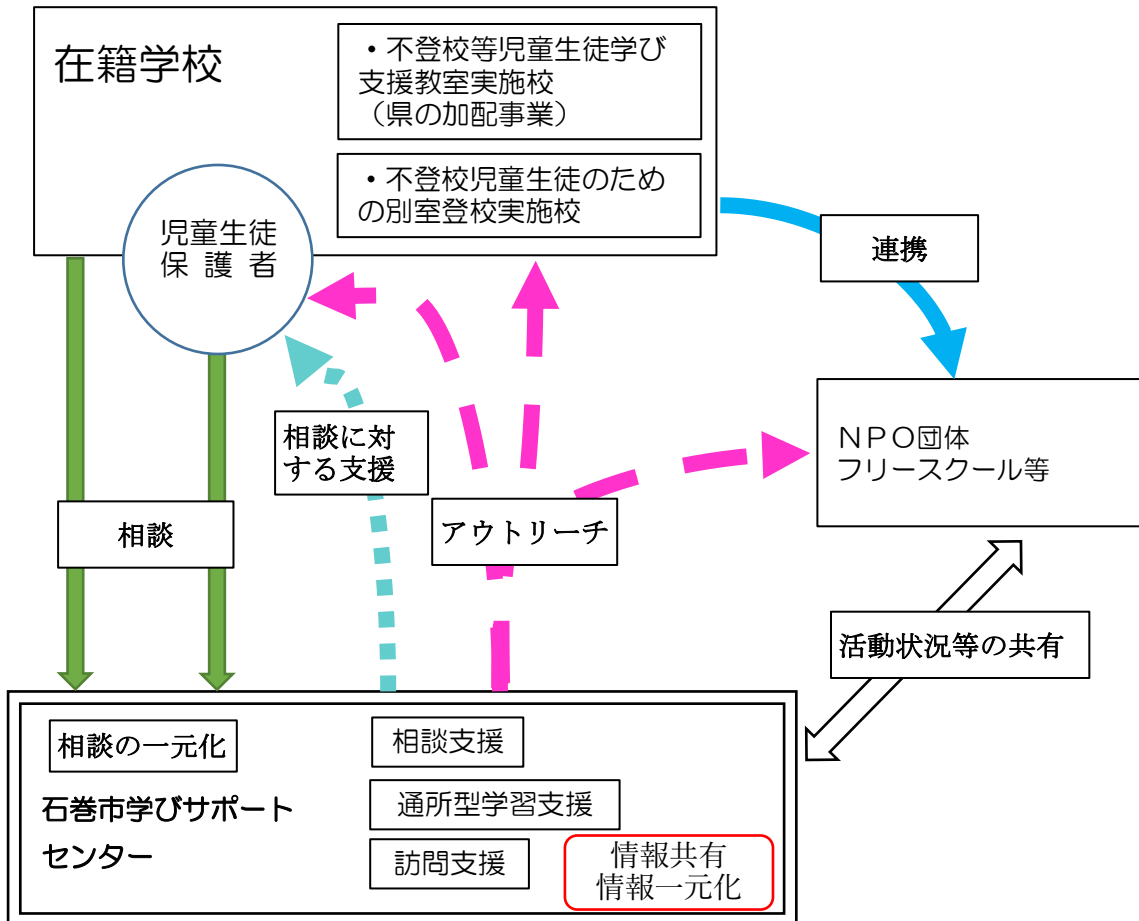 在籍学校
・不登校等児童生徒学び
支援教室実施校
（県の加配事業）
・不登校児童生徒のため
の別室登校実施校
児童生徒
保 護 者
連携
相談に対
する支援
NPO団体
フリースクール等
相談
アウトリーチ
活動状況等の共有
相談の一元化
石巻市学びサポート
センター
相談支援
通所型学習支援
訪問支援
情報共有
情報一元化